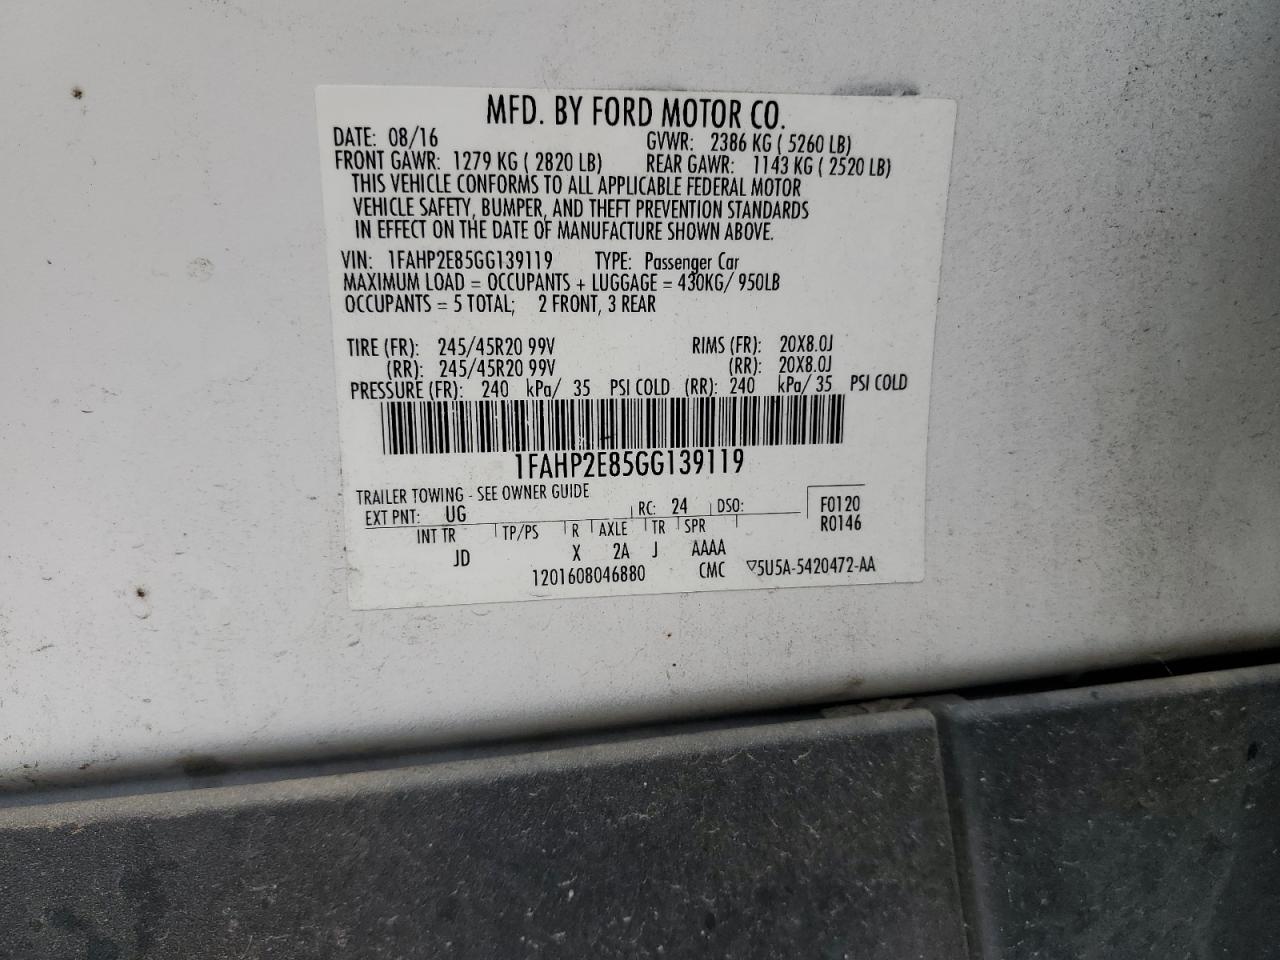 MFD. BY FORD MOTOR CO.
DATE: 08/16 GVWR: 2386 KG ( 5260 LB)
FRONT GAWR: 1279 KG ( 2820 LB) REAR GAWR: 1143 KG ( 2520 LB)
THIS VEHICLE CONFORMS TO ALL APPLICABLE FEDERAL MOTOR
VEHICLE SAFETY, BUMPER, AND THEFT PREVENTION STANDARDS
IN EFFECT ON THE DATE OF MANUFACTURE SHOWN ABOVE.
VIN: 1FAHP2E85GG139119 TYPE: Passenger Car
MAXIMUM LOAD = OCCUPANTS + LUGGAGE = 430KG/ 950LB
OCCUPANTS = 5 TOTAL; 2 FRONT, 3 REAR
TIRE (FR): 245/45R20 99V RIMS (FR): 20X8.0J
(RR): 245/45R20 99V (RR): 20X8.0J
PRESSURE (FR): 240 kPa/ 35 PSI COLD (RR): 240 kPa/ 35 PSI COLD
1FAHP2E85GG139119
TRAILER TOWING - SEE OWNER GUIDE
EXT PNT: UG RC: 24 DSO: F0120
INT TR TP/PS R AXLE TR SPR R0146
JD X 2A J AAAA
1201608046880 CMC ▽5U5A-5420472-AA